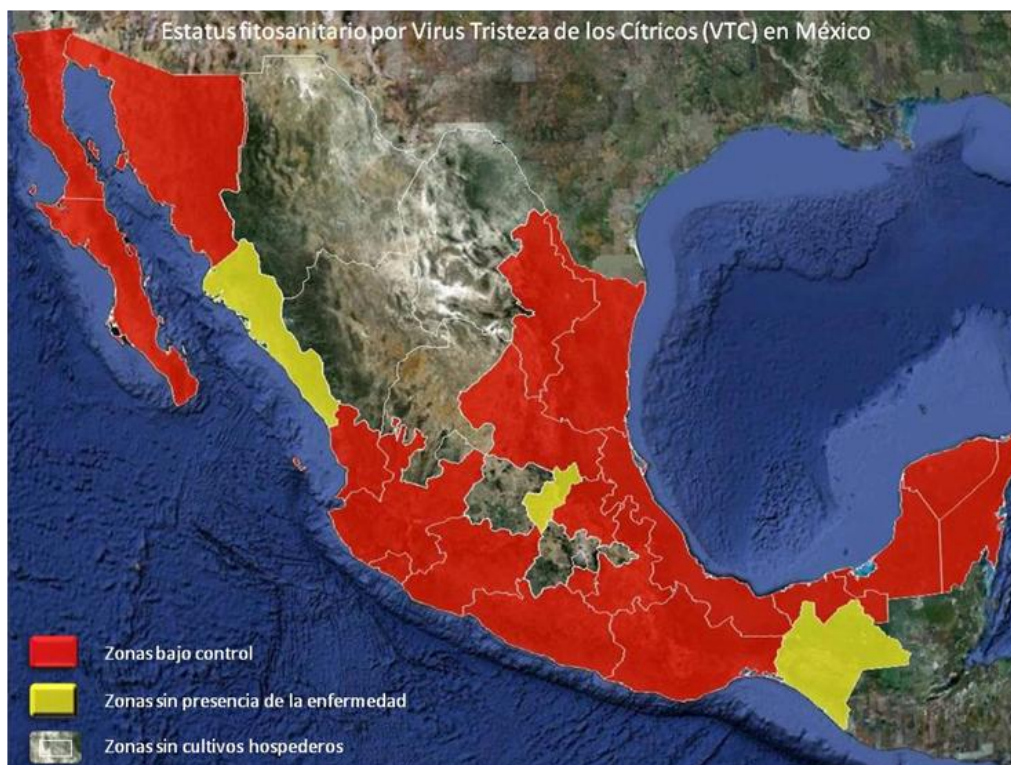 Estatus fitosanitario por Virus Tristeza de los Cítricos (VTC) en México
Zonas bajo control
Zonas sin presencia de la enfermedad
Zonas sin cultivos hospederos